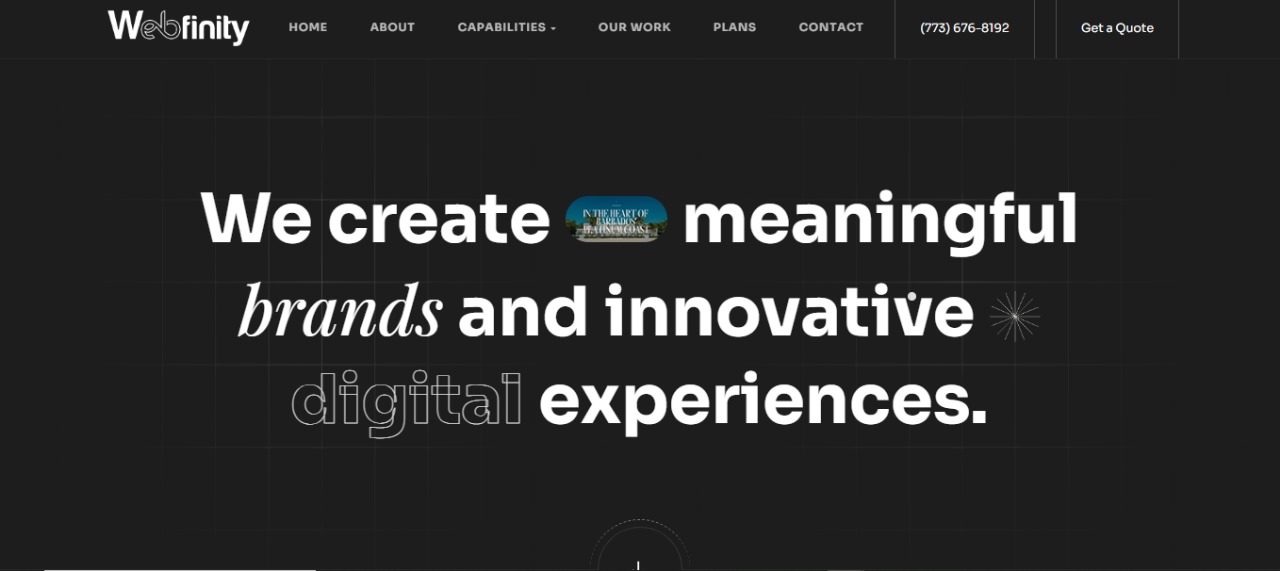 Webfinity
HOME ABOUT CAPABILITIES OUR WORK PLANS CONTACT (773) 676-8192 Get a Quote
We create meaningful
IN THE HEART OF
BARBADOS'
PLATINUM COAST
brands and innovative
digital experiences.